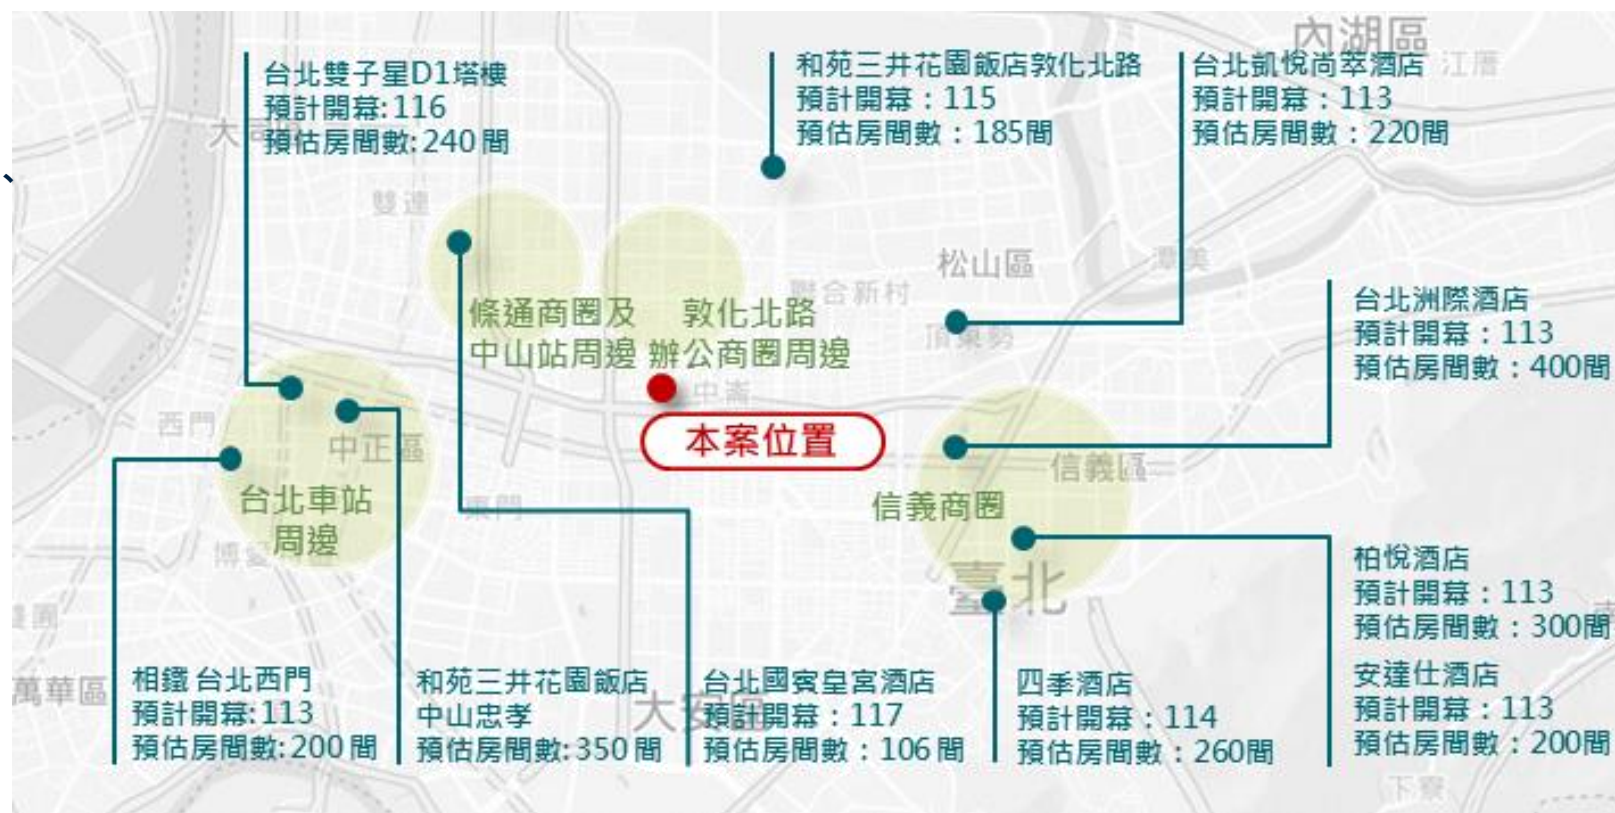 內湖區
江厝
台北雙子星D1塔樓
預計開幕:116
預估房間數:240間
和苑三井花園飯店敦化北路
預計開幕：115
預估房間數：185間
台北凱悅尚萃酒店
預計開幕：113
預估房間數：220間
、
雙連
松山區
潭美
聯合新村
條通商圈及
中山站周邊
敦化北路
辦公商圈周邊
頂東勢
台北洲際酒店
預計開幕：113
預估房間數：400間
中崙
本案位置
西門
中正區
信義區
台北車站
周邊
東門
信義商圈
臺北
柏悅酒店
預計開幕：113
預估房間數：300間
萬華區
相鐵 台北西門
預計開幕:113
預估房間數:200間
和苑三井花園飯店
中山忠孝
預估房間數:350間
大安區
台北國賓皇宮酒店
預計開幕：117
預估房間數：106間
四季酒店
預計開幕：114
預估房間數：260間
安達仕酒店
預計開幕：113
預估房間數：200間
下寮